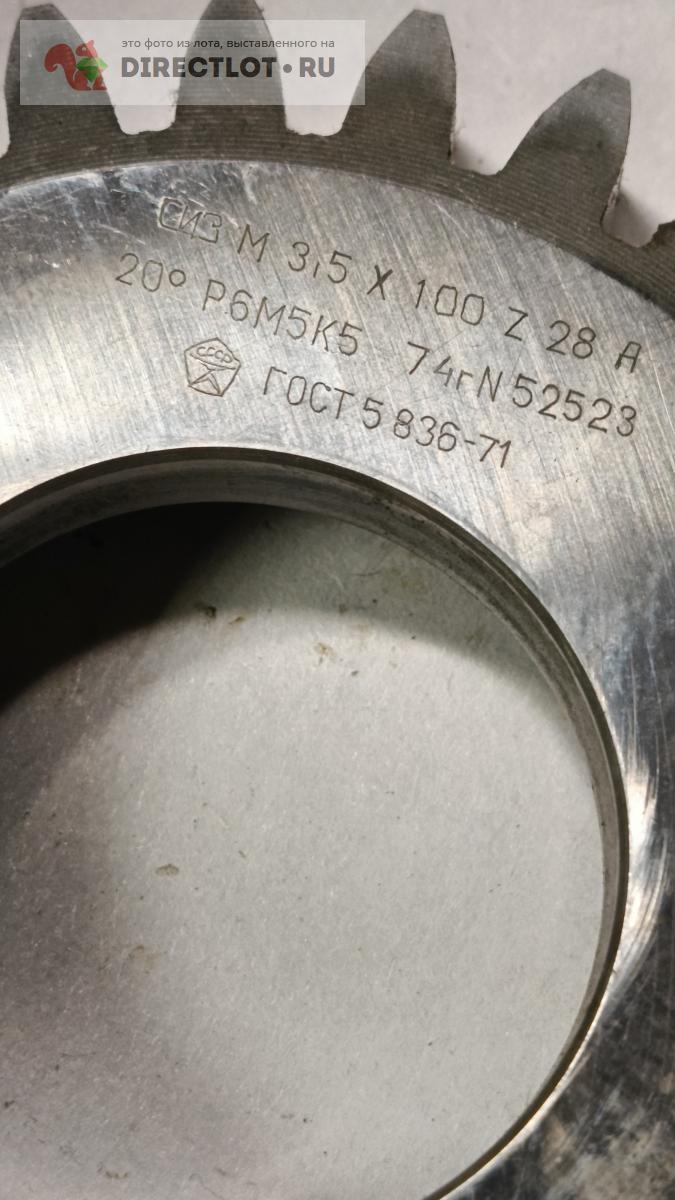 это фото из лота, выставленного на
DIRECTLOT.RU
СИЗ М 3,5 X 100 Z 28 А
20° Р6М5К5 74г N 52523
СССР
ГОСТ 5836-71